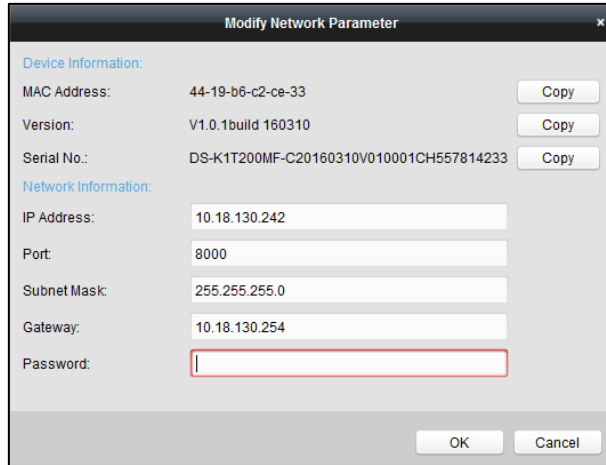 Modify Network Parameter ×
Device Information:
MAC Address: 44-19-b6-c2-ce-33 Copy
Version: V1.0.1build 160310 Copy
Serial No.: DS-K1T200MF-C20160310V010001CH557814233 Copy
Network Information:
IP Address: 10.18.130.242
Port: 8000
Subnet Mask: 255.255.255.0
Gateway: 10.18.130.254
Password:
OK Cancel